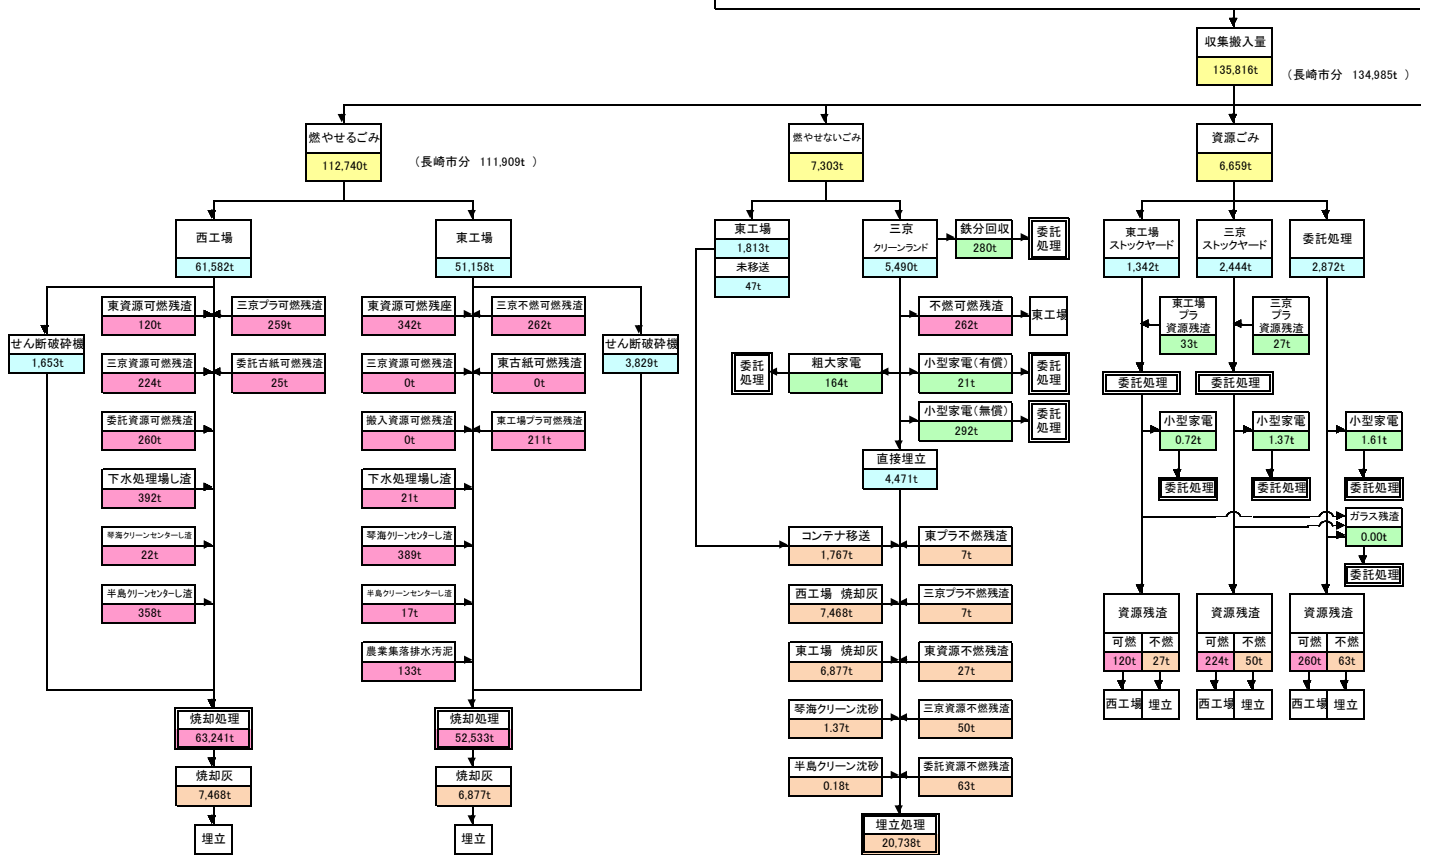 収集搬入量
135,816t
（長崎市分　134,985t ）
燃やせるごみ
112,740t
（長崎市分　111,909t ）
燃やせないごみ
7,303t
資源ごみ
6,659t
西工場
61,582t
東工場
51,158t
東工場
1,813t
未移送
47t
三京
クリーンランド
5,490t
鉄分回収
280t
委託
処理
東工場
ストックヤード
1,342t
三京
ストックヤード
2,444t
委託処理
2,872t
せん断破砕機
1,653t
東資源可燃残渣
120t
三京プラ可燃残渣
259t
三京資源可燃残渣
224t
委託古紙可燃残渣
25t
委託資源可燃残渣
260t
下水処理場し渣
392t
琴海クリーンセンターし渣
22t
半島クリーンセンターし渣
358t
焼却処理
63,241t
焼却灰
7,468t
埋立
東資源可燃残座
342t
三京不燃可燃残渣
262t
三京資源可燃残渣
0t
東古紙可燃残渣
0t
搬入資源可燃残渣
0t
東工場プラ可燃残渣
211t
下水処理場し渣
21t
琴海クリーンセンターし渣
389t
半島クリーンセンターし渣
17t
農業集落排水汚泥
133t
せん断破砕機
3,829t
焼却処理
52,533t
焼却灰
6,877t
埋立
不燃可燃残渣
262t
東工場
委託
処理
粗大家電
164t
小型家電(有償)
21t
委託
処理
小型家電(無償)
292t
委託
処理
直接埋立
4,471t
コンテナ移送
1,767t
東プラ不燃残渣
7t
西工場　焼却灰
7,468t
三京プラ不燃残渣
7t
東工場　焼却灰
6,877t
東資源不燃残渣
27t
琴海クリーン沈砂
1.37t
三京資源不燃残渣
50t
半島クリーン沈砂
0.18t
委託資源不燃残渣
63t
埋立処理
20,738t
東工場
プラ
資源残渣
33t
三京
プラ
資源残渣
27t
委託処理
委託処理
小型家電
0.72t
小型家電
1.37t
小型家電
1.61t
委託処理
委託処理
委託処理
ガラス残渣
0.00t
委託処理
資源残渣
可燃 不燃
120t 27t
西工場 埋立
資源残渣
可燃 不燃
224t 50t
西工場 埋立
資源残渣
可燃 不燃
260t 63t
西工場 埋立